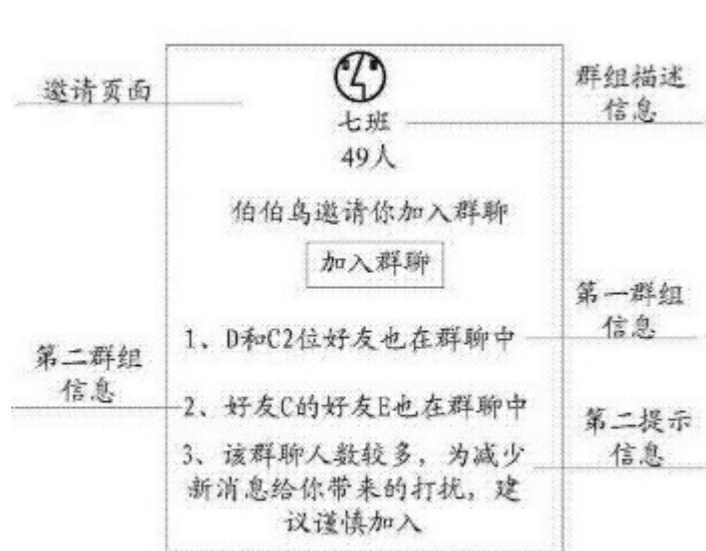 邀请页面
群组描述
信息
七班
49人
伯伯鸟邀请你加入群聊
加入群聊
第一群组
信息
1、D和C2位好友也在群聊中
第二群组
信息
2、好友C的好友E也在群聊中
第二提示
信息
3、该群聊人数较多，为减少
新消息给你带来的打扰，建
议谨慎加入